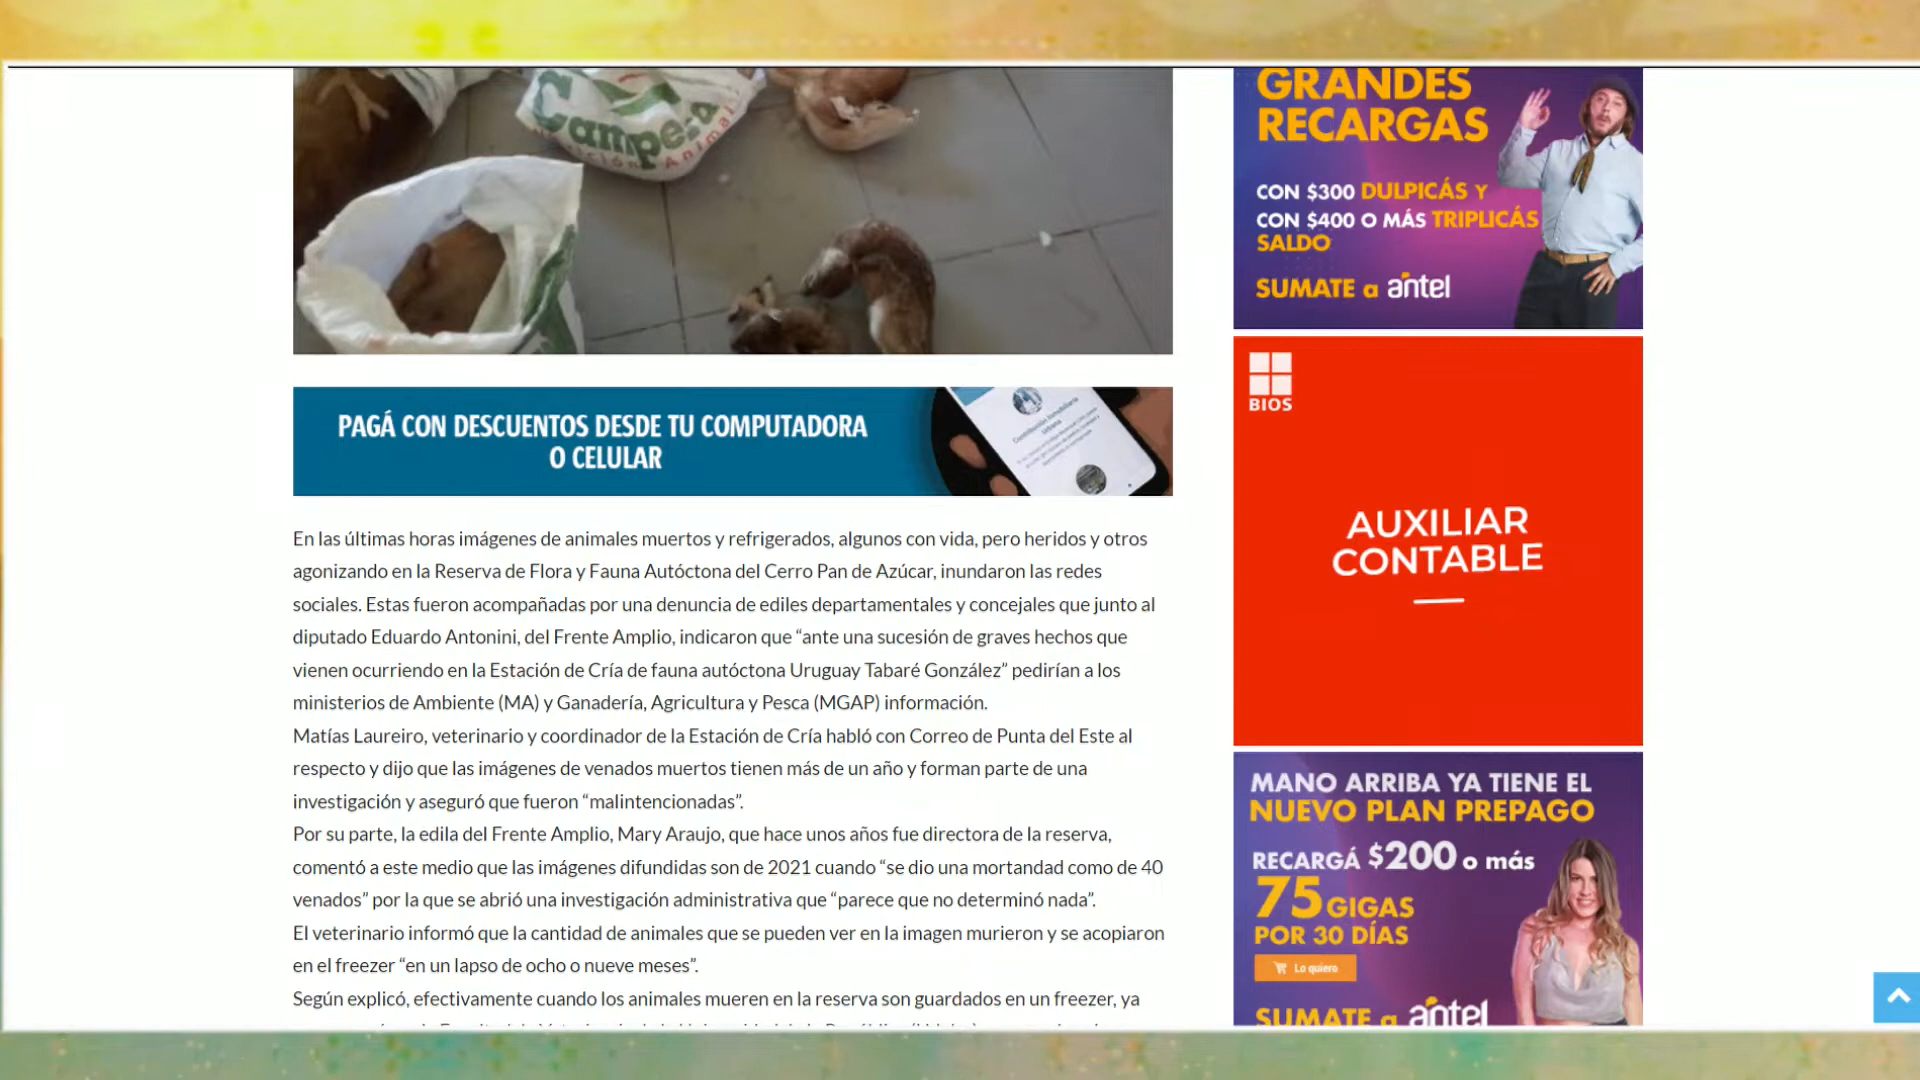 Campera
ción Animal
PAGÁ CON DESCUENTOS DESDE TU COMPUTADORA
O CELULAR
Contribución Inmobiliaria
Urbana
En las últimas horas imágenes de animales muertos y refrigerados, algunos con vida, pero heridos y otros
agonizando en la Reserva de Flora y Fauna Autóctona del Cerro Pan de Azúcar, inundaron las redes
sociales. Estas fueron acompañadas por una denuncia de ediles departamentales y concejales que junto al
diputado Eduardo Antonini, del Frente Amplio, indicaron que “ante una sucesión de graves hechos que
vienen ocurriendo en la Estación de Cría de fauna autóctona Uruguay Tabaré González” pedirían a los
ministerios de Ambiente (MA) y Ganadería, Agricultura y Pesca (MGAP) información.
Matías Laureiro, veterinario y coordinador de la Estación de Cría habló con Correo de Punta del Este al
respecto y dijo que las imágenes de venados muertos tienen más de un año y forman parte de una
investigación y aseguró que fueron “malintencionadas”.
Por su parte, la edila del Frente Amplio, Mary Araujo, que hace unos años fue directora de la reserva,
comentó a este medio que las imágenes difundidas son de 2021 cuando “se dio una mortandad como de 40
venados” por la que se abrió una investigación administrativa que “parece que no determinó nada”.
El veterinario informó que la cantidad de animales que se pueden ver en la imagen murieron y se acopiaron
en el freezer “en un lapso de ocho o nueve meses”.
Según explicó, efectivamente cuando los animales mueren en la reserva son guardados en un freezer, ya
GRANDES
RECARGAS
CON $300 DULPICÁS Y
CON $400 O MÁS TRIPLICÁS
SALDO
SUMATE a antel
BIOS
AUXILIAR
CONTABLE
MANO ARRIBA YA TIENE EL
NUEVO PLAN PREPAGO
RECARGÁ $200 o más
75 GIGAS
POR 30 DÍAS
Lo quiero
SUMATE a antel